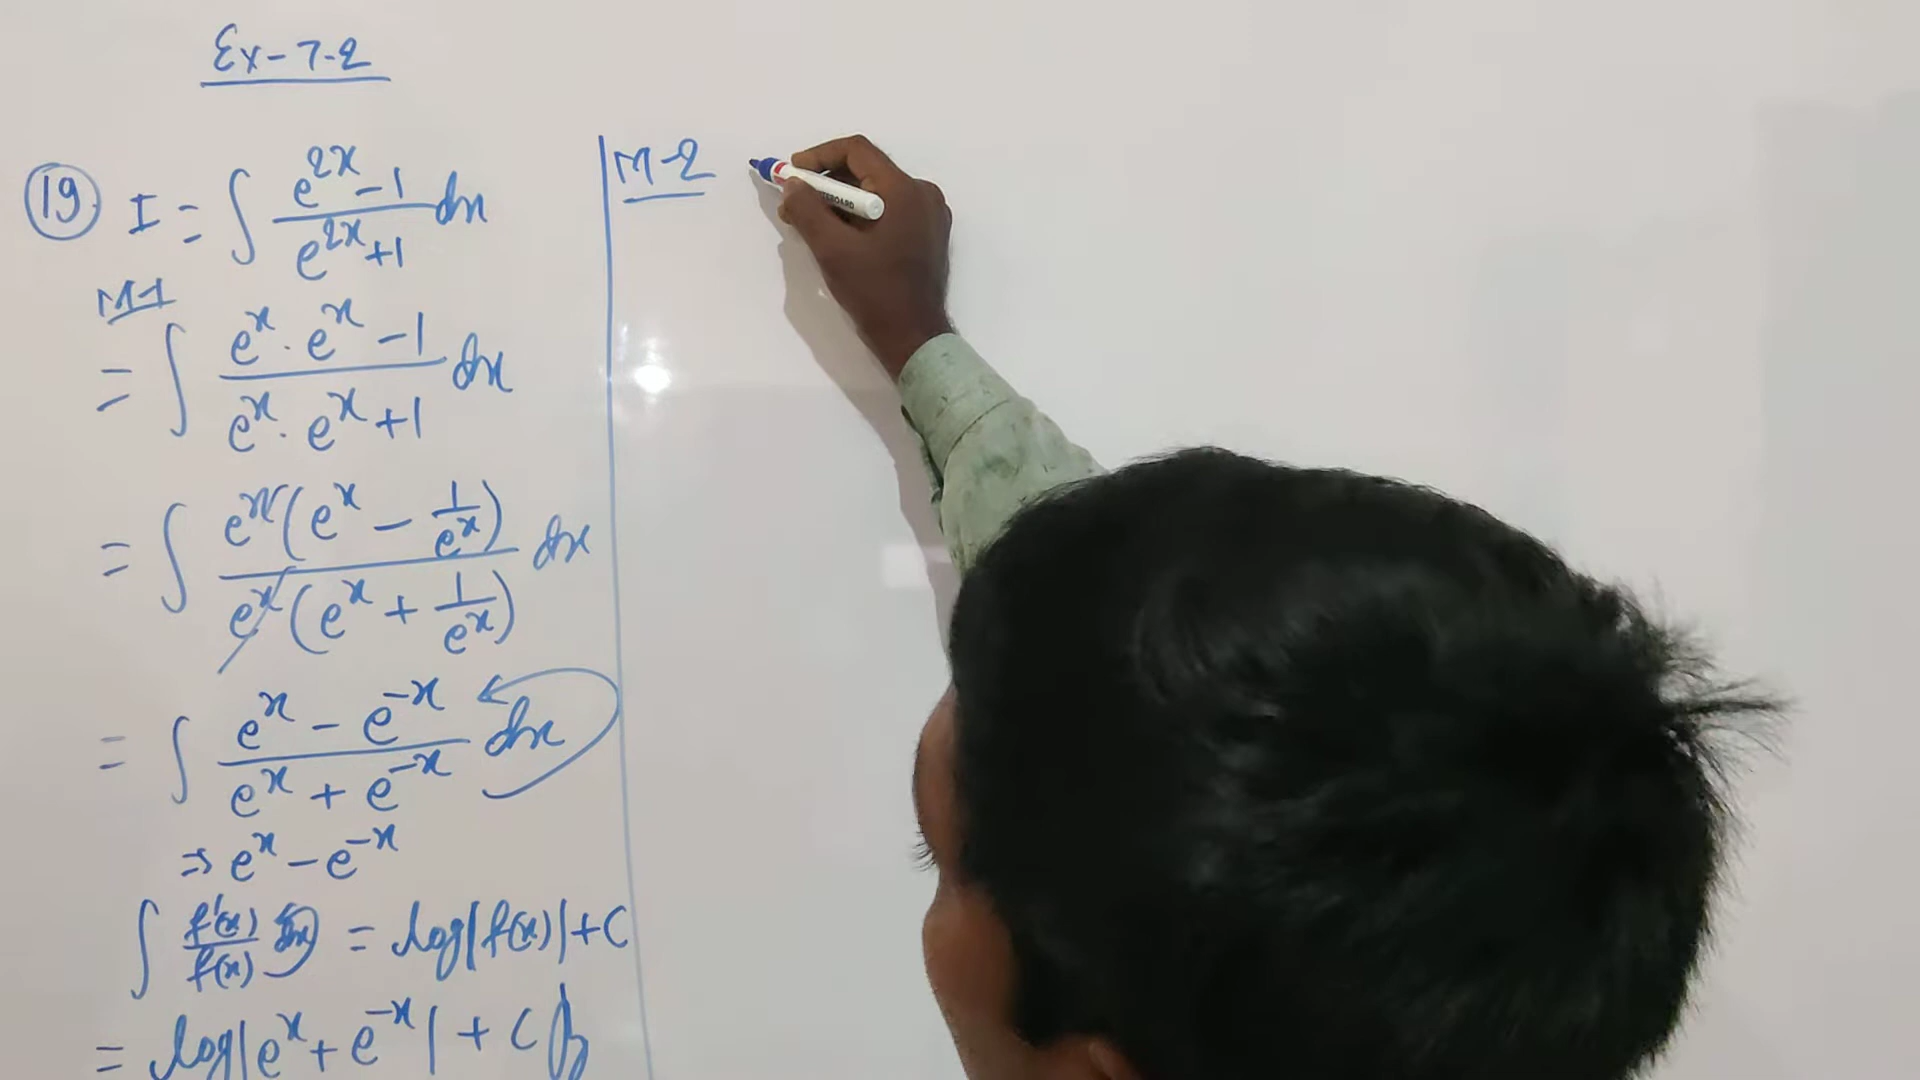 Ex-7-2
19 I = ∫ (e^{2x} - 1)/(e^{2x} + 1) dx
M-1
= ∫ (e^x · e^x - 1)/(e^x · e^x + 1) dx
= ∫ e^x(e^x - 1/e^x)/e^x(e^x + 1/e^x) dx
= ∫ (e^x - e^{-x})/(e^x + e^{-x}) dx
⇒ e^x - e^{-x}
∫ f'(x)/f(x) dx = log|f(x)| + C
= log|e^x + e^{-x}| + C
M-2